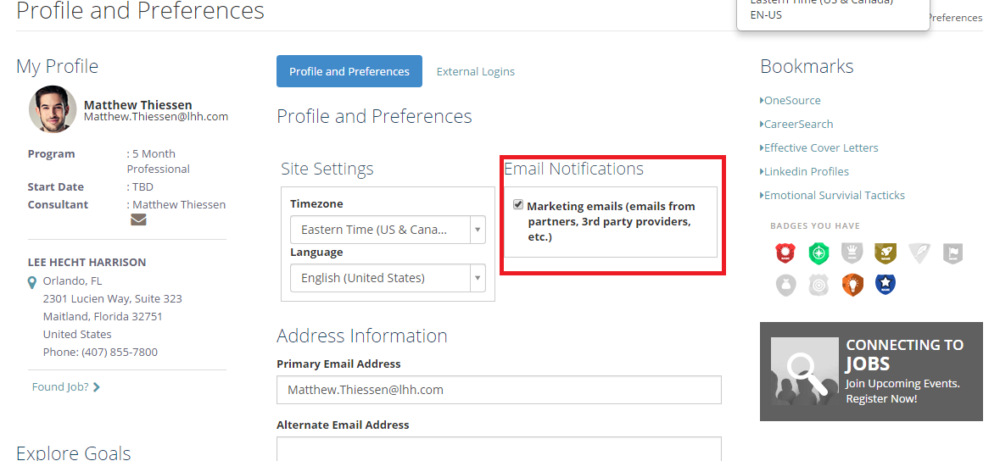 Profile and Preferences
Eastern Time (US & Canada)
EN-US
Preferences
My Profile
Matthew Thiessen
Matthew.Thiessen@lhh.com
Program : 5 Month
Professional
Start Date : TBD
Consultant : Matthew Thiessen
LEE HECHT HARRISON
Orlando, FL
2301 Lucien Way, Suite 323
Maitland, Florida 32751
United States
Phone: (407) 855-7800
Found Job?
Explore Goals
Profile and Preferences External Logins
Profile and Preferences
Site Settings
Timezone
Eastern Time (US & Cana...
Language
English (United States)
Email Notifications
Marketing emails (emails from
partners, 3rd party providers,
etc.)
Address Information
Primary Email Address
Matthew.Thiessen@lhh.com
Alternate Email Address
Bookmarks
OneSource
CareerSearch
Effective Cover Letters
Linkedin Profiles
Emotional Survivial Tacticks
BADGES YOU HAVE
CONNECTING TO
JOBS
Join Upcoming Events.
Register Now!